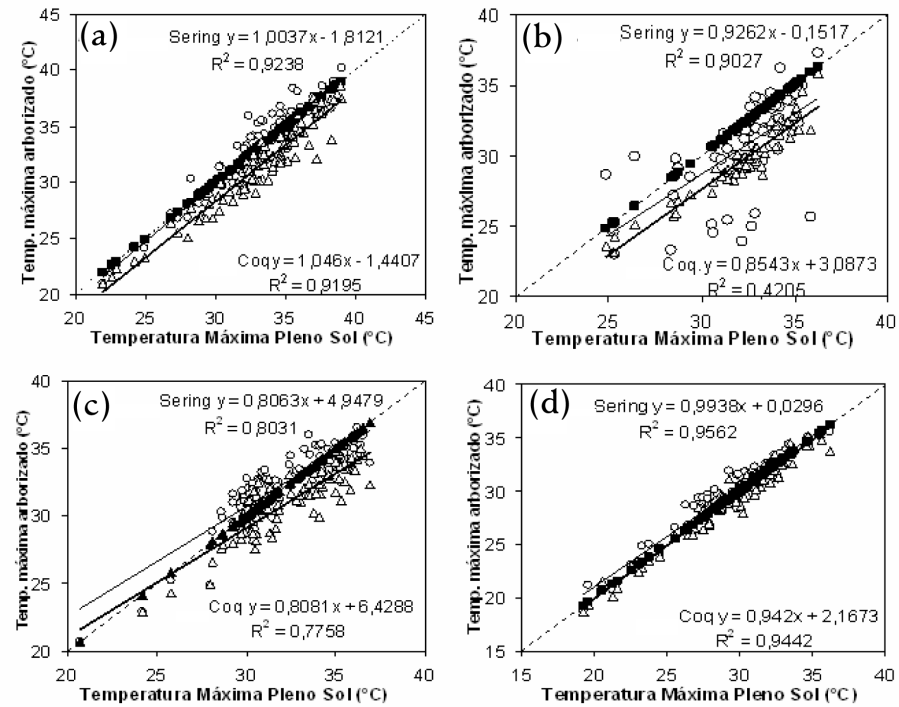 (a)
45
40
35
30
25
20
Temp. máxima arborizado (°C)
Sering y = 1,0037x - 1,8121
R² = 0,9238
Coq y = 1,046x - 1,4407
R² = 0,9195
20 25 30 35 40 45
Temperatura Máxima Pleno Sol (°C)
(b)
40
35
30
25
20
Temp. máxima arborizado (°C)
Sering y = 0,9262x - 0,1517
R² = 0,9027
Coq. y = 0,8543x + 3,0873
R² = 0,4205
20 25 30 35 40
Temperatura Máxima Pleno Sol (°C)
(c)
40
35
30
25
20
Temp. máxima arborizado (°C)
Sering y = 0,8063x + 4,9479
R² = 0,8031
Coq y = 0,8081x + 6,4288
R² = 0,7758
20 25 30 35 40
Temperatura Máxima Pleno Sol (°C)
(d)
40
35
30
25
20
15
Temp. máxima arborizado (°C)
Sering y = 0,9938x + 0,0296
R² = 0,9562
Coq y = 0,942x + 2,1673
R² = 0,9442
15 20 25 30 35 40
Temperatura Máxima Pleno Sol (°C)